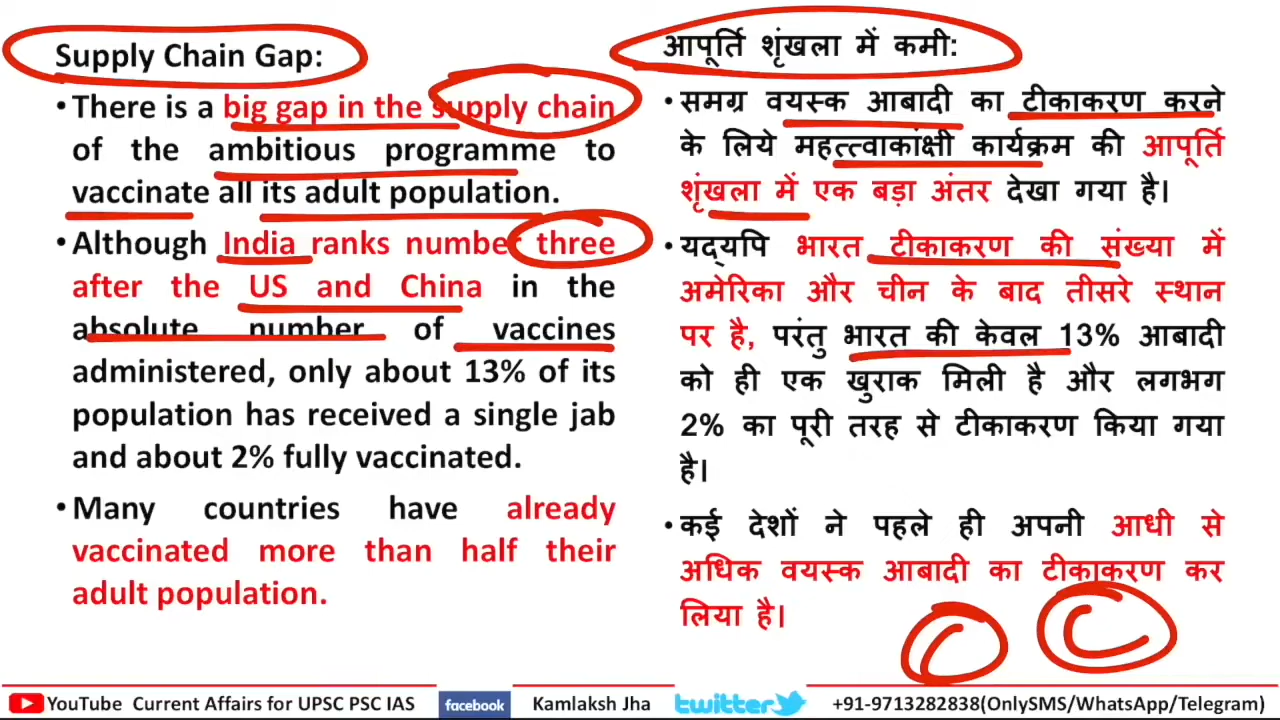 Supply Chain Gap:
• There is a big gap in the supply chain
of the ambitious programme to
vaccinate all its adult population.
• Although India ranks number three
after the US and China in the
absolute number of vaccines
administered, only about 13% of its
population has received a single jab
and about 2% fully vaccinated.
• Many countries have already
vaccinated more than half their
adult population.
आपूर्ति शृंखला में कमी:
• समग्र वयस्क आबादी का टीकाकरण करने
के लिये महत्त्वाकांक्षी कार्यक्रम की आपूर्ति
शृंखला में एक बड़ा अंतर देखा गया है।
• यद्यपि भारत टीकाकरण की संख्या में
अमेरिका और चीन के बाद तीसरे स्थान
पर है, परंतु भारत की केवल 13% आबादी
को ही एक खुराक मिली है और लगभग
2% का पूरी तरह से टीकाकरण किया गया
है।
• कई देशों ने पहले ही अपनी आधी से
अधिक वयस्क आबादी का टीकाकरण कर
लिया है।
YouTube Current Affairs for UPSC PSC IAS facebook Kamlaksh Jha twitter +91-9713282838(OnlySMS/WhatsApp/Telegram)